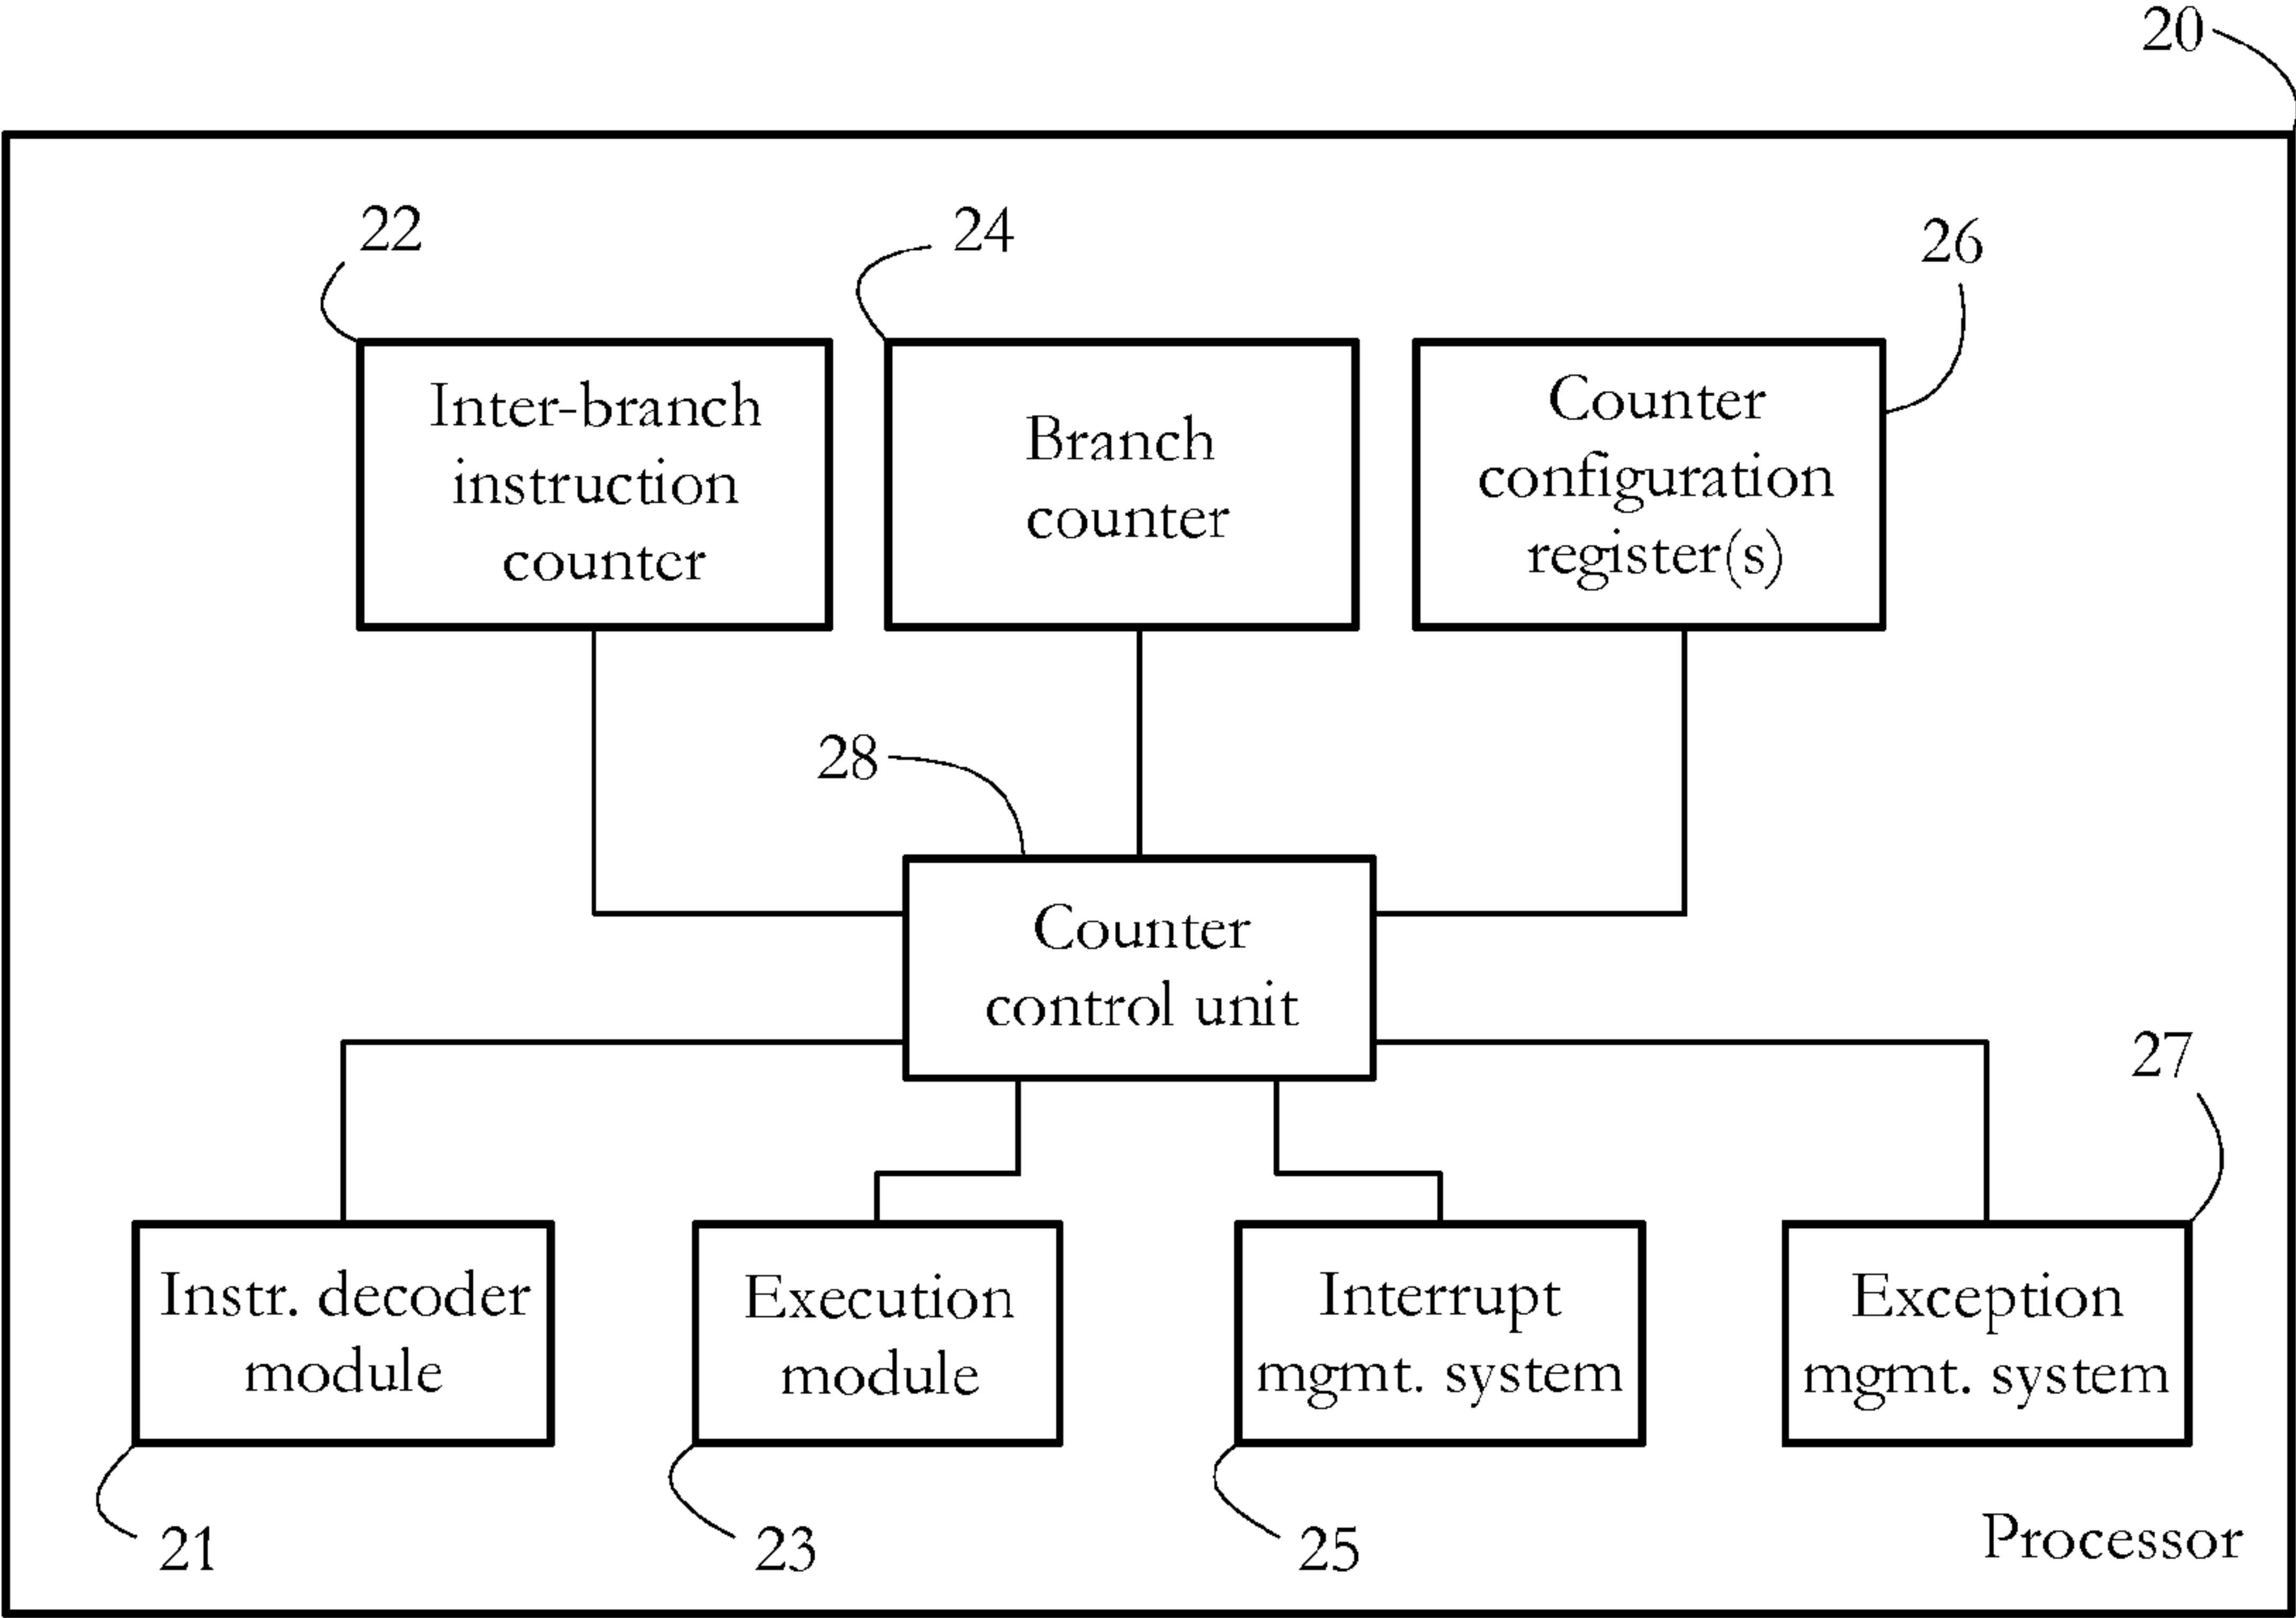 20
22
24
26
Inter-branch
instruction
counter
Branch
counter
Counter
configuration
register(s)
28
Counter
control unit
27
Instr. decoder
module
Execution
module
Interrupt
mgmt. system
Exception
mgmt. system
21
23
25
Processor